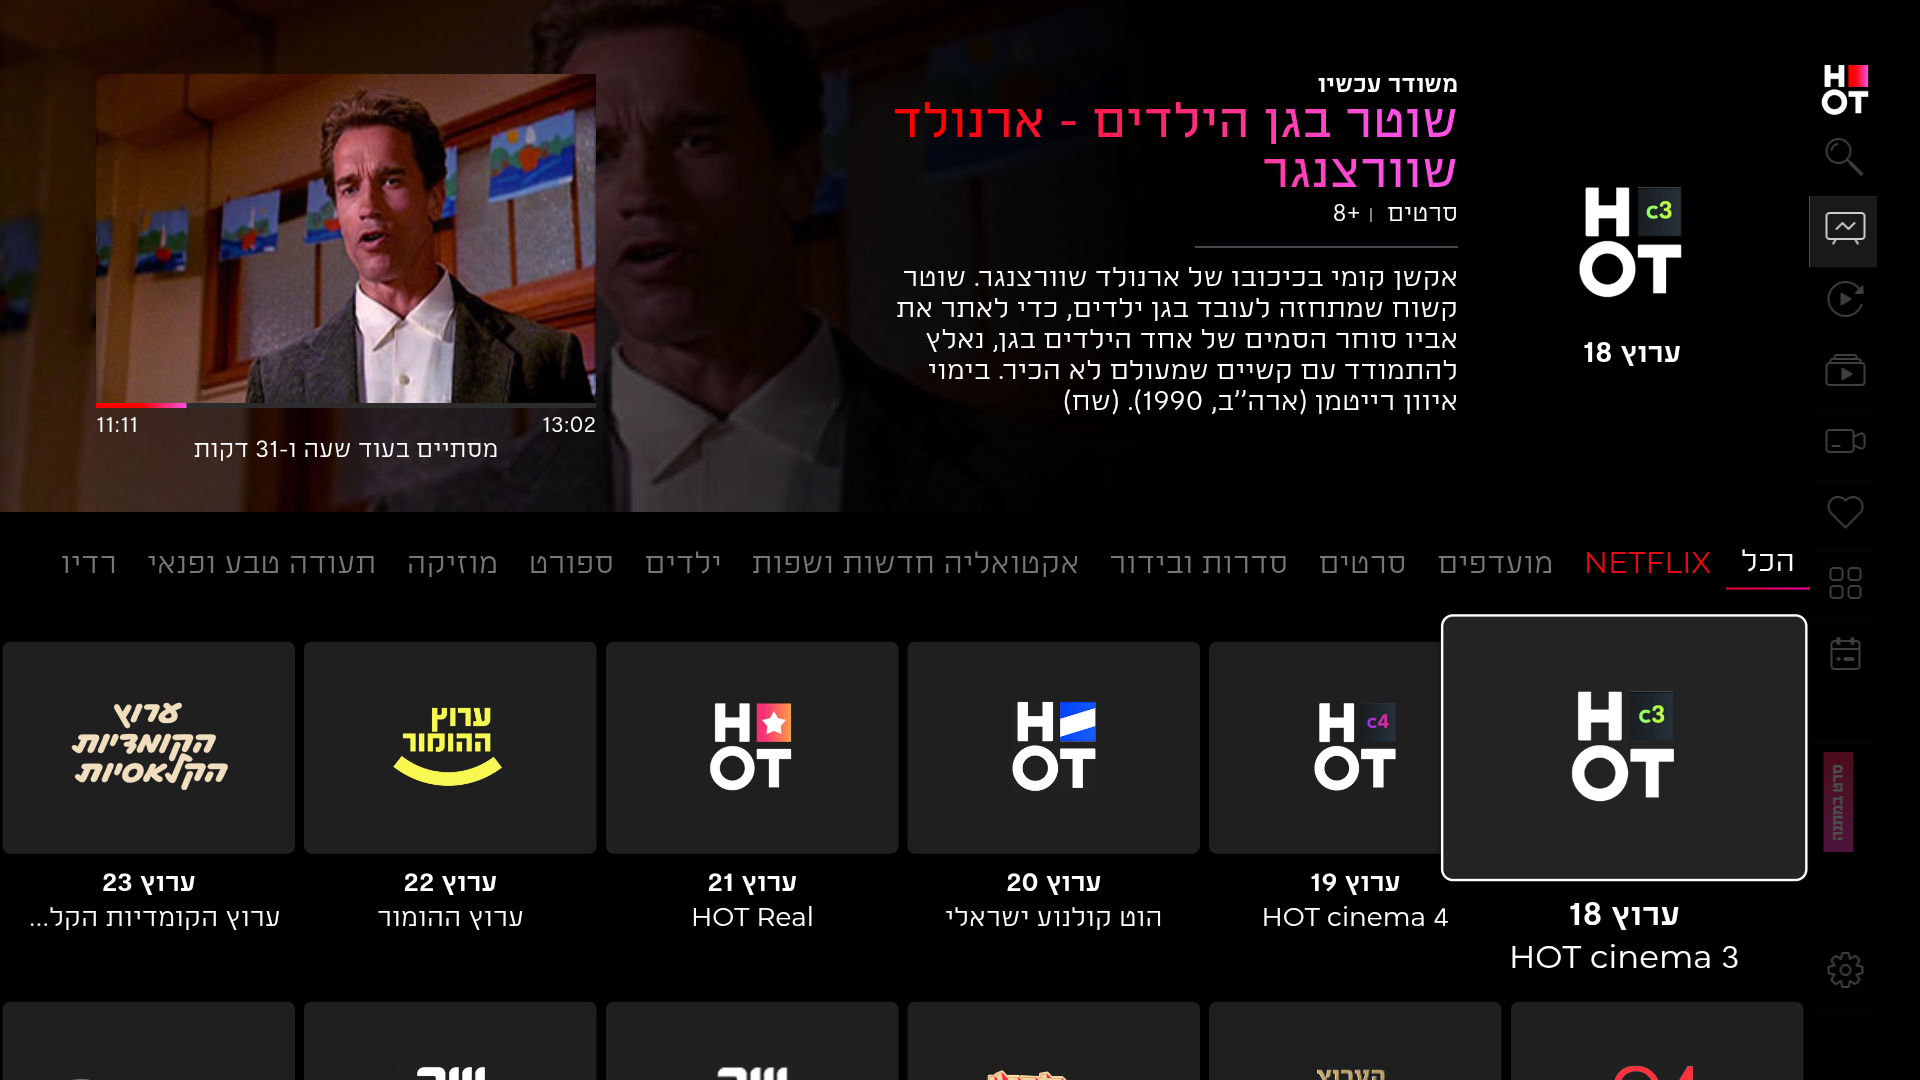 HOT
משודר עכשיו
שוטר בגן הילדים - ארנולד
שוורצנגר
סרטים | 8+
אקשן קומי בכיכובו של ארנולד שוורצנגר. שוטר
קשוח שמתחזה לעובד בגן ילדים, כדי לאתר את
אביו סוחר הסמים של אחד הילדים בגן, נאלץ
להתמודד עם קשיים שמעולם לא הכיר. בימוי
איוון רייטמן (ארה''ב, 1990). (שח)
HOT c3
ערוץ 18
11:11
13:02
מסתיים בעוד שעה ו-31 דקות
הכל
NETFLIX
מועדפים
סרטים
סדרות ובידור
אקטואליה חדשות ושפות
ילדים
ספורט
מוזיקה
תעודה טבע ופנאי
רדיו
HOT c3
ערוץ 18
HOT cinema 3
HOT c4
ערוץ 19
HOT cinema 4
HOT
ערוץ 20
הוט קולנוע ישראלי
HOT
ערוץ 21
HOT Real
ערוץ
ההומור
ערוץ 22
ערוץ ההומור
ערוץ
הקומדיות
הקלאסיות
ערוץ 23
ערוץ הקומדיות הקל...
סרט במתנה
הערוץ